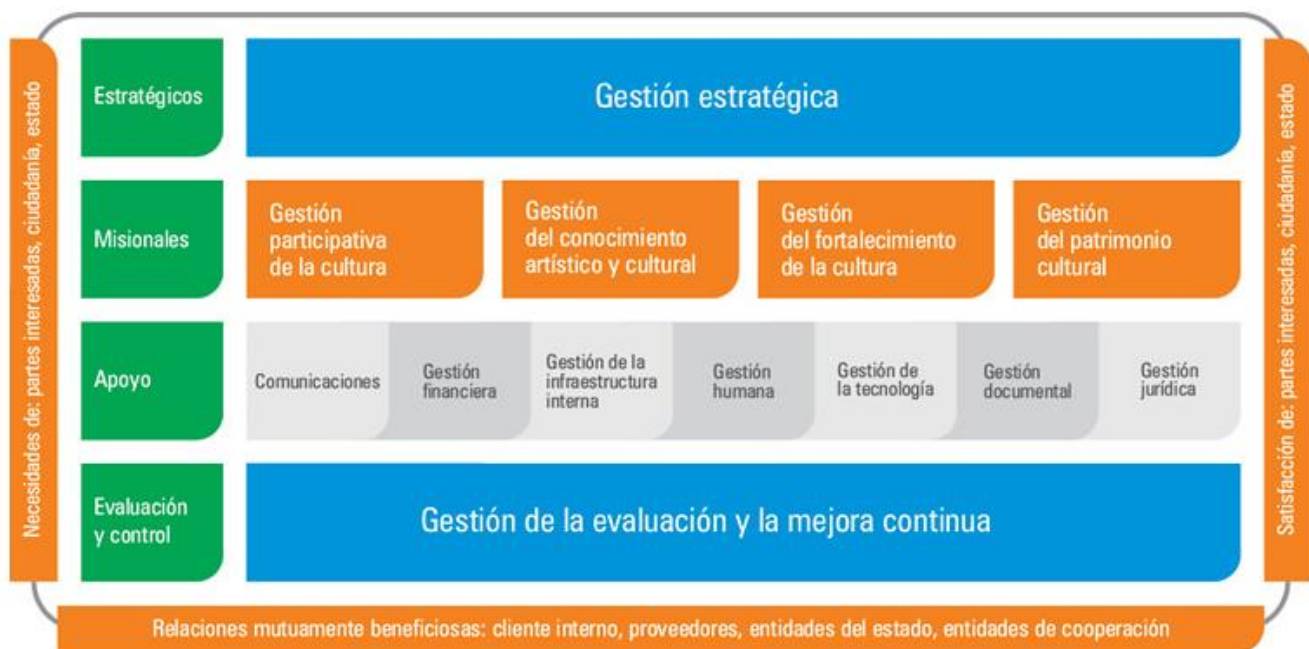 Necesidades de: partes interesadas, ciudadanía, estado
Estratégicos
Gestión estratégica
Misionales
Gestión
participativa
de la cultura
Gestión
del conocimiento
artístico y cultural
Gestión
del fortalecimiento
de la cultura
Gestión
del patrimonio
cultural
Apoyo
Comunicaciones
Gestión
financiera
Gestión de la
infraestructura
interna
Gestión
humana
Gestión de
la tecnología
Gestión
documental
Gestión
jurídica
Evaluación
y control
Gestión de la evaluación y la mejora continua
Satisfacción de: partes interesadas, ciudadanía, estado
Relaciones mutuamente beneficiosas: cliente interno, proveedores, entidades del estado, entidades de cooperación